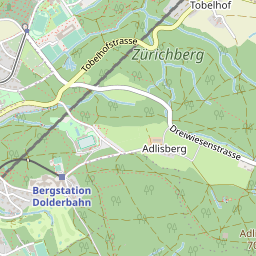 Tobelhof
Tobelhofstrasse
Zürichberg
Dreiwiesenstrasse
Adlisberg
Bergstation
Dolderbahn